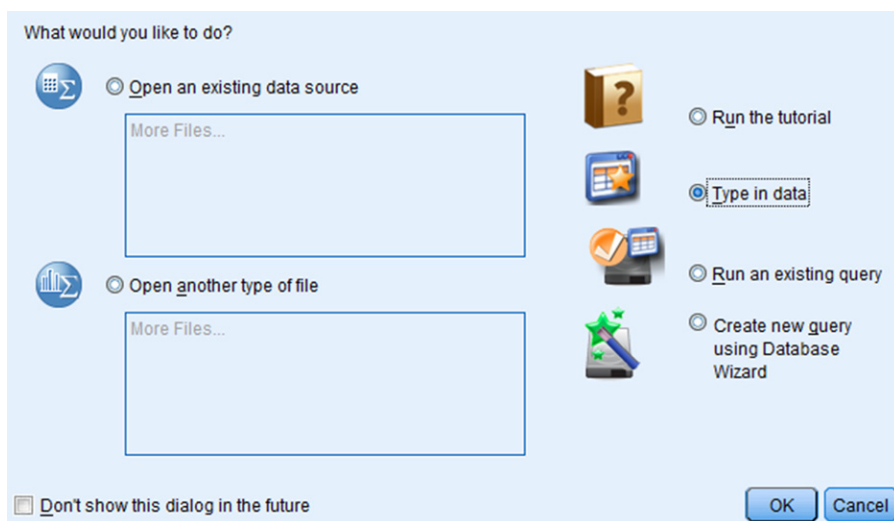 What would you like to do?
Open an existing data source
More Files...
Open another type of file
More Files...
Run the tutorial
Type in data
Run an existing query
Create new query
using Database
Wizard
Don't show this dialog in the future
OK
Cancel